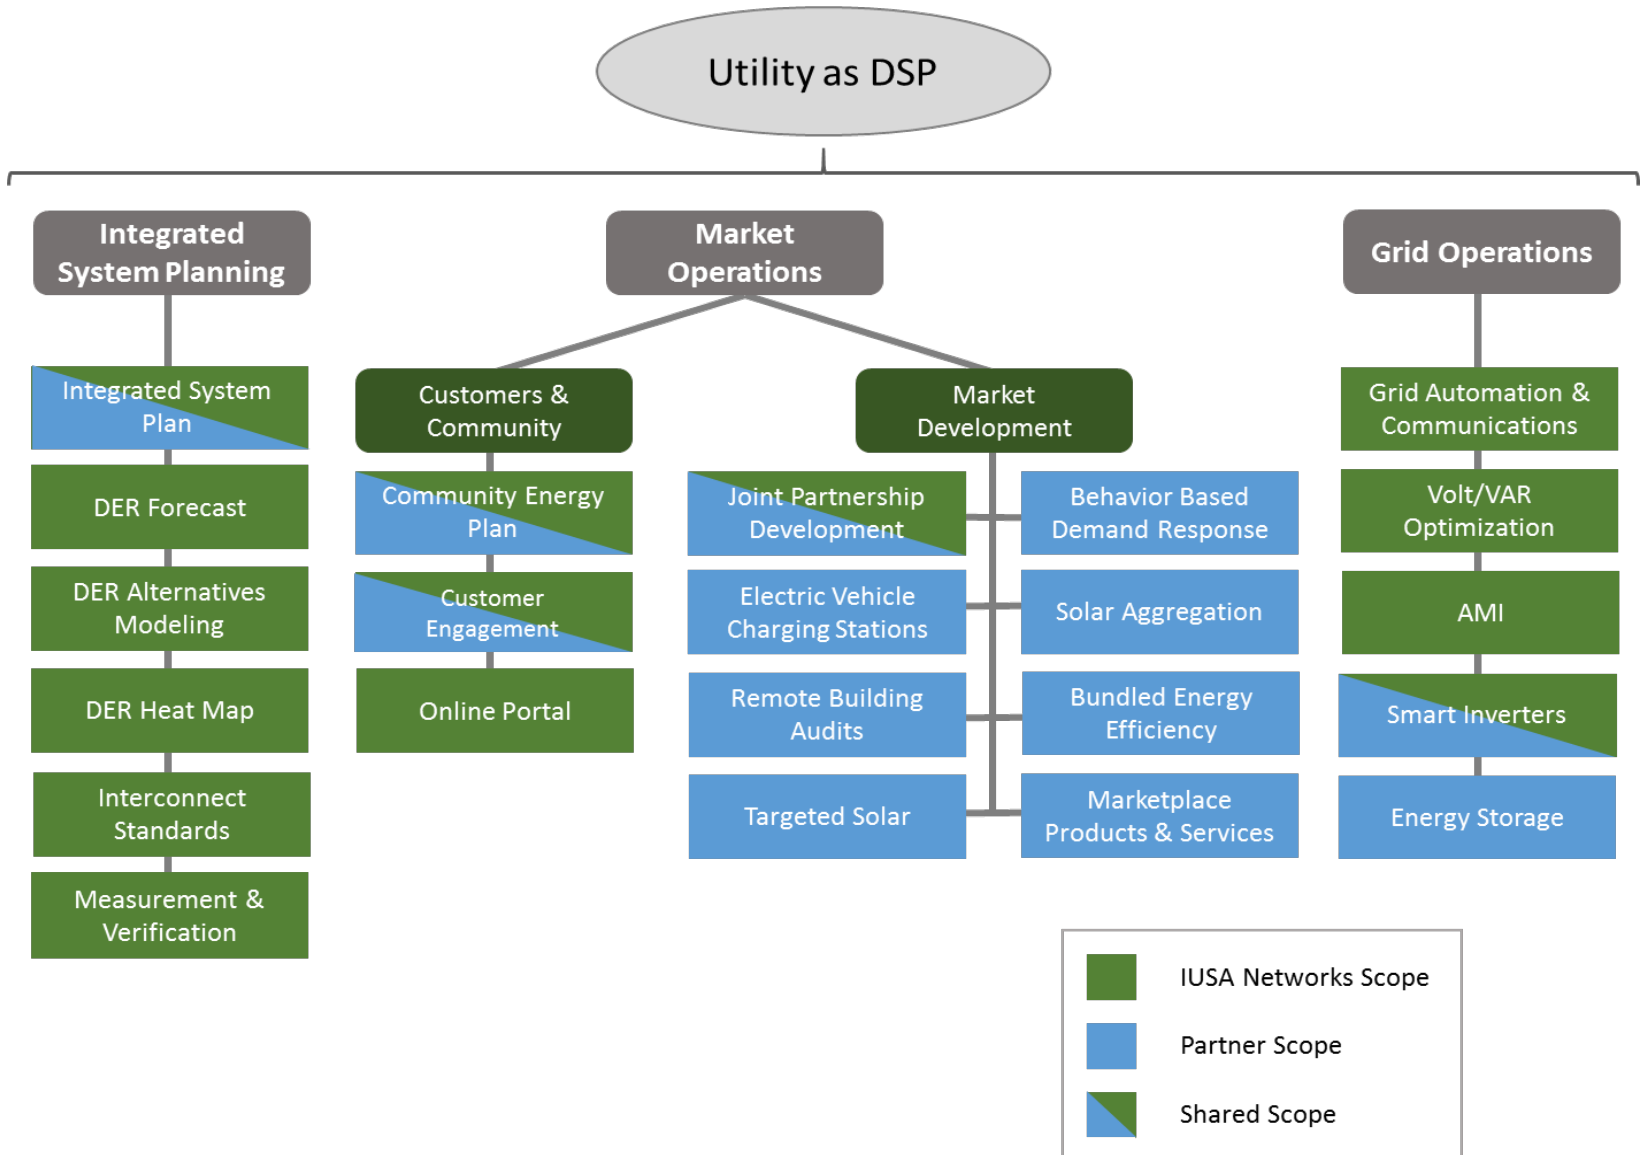 Utility as DSP
Integrated
System Planning
Market
Operations
Grid Operations
Integrated System
Plan
DER Forecast
DER Alternatives
Modeling
DER Heat Map
Interconnect
Standards
Measurement &
Verification
Customers &
Community
Community Energy
Plan
Customer
Engagement
Online Portal
Market
Development
Joint Partnership
Development
Behavior Based
Demand Response
Electric Vehicle
Charging Stations
Solar Aggregation
Remote Building
Audits
Bundled Energy
Efficiency
Targeted Solar
Marketplace
Products & Services
Grid Automation &
Communications
Volt/VAR
Optimization
AMI
Smart Inverters
Energy Storage
IUSA Networks Scope
Partner Scope
Shared Scope